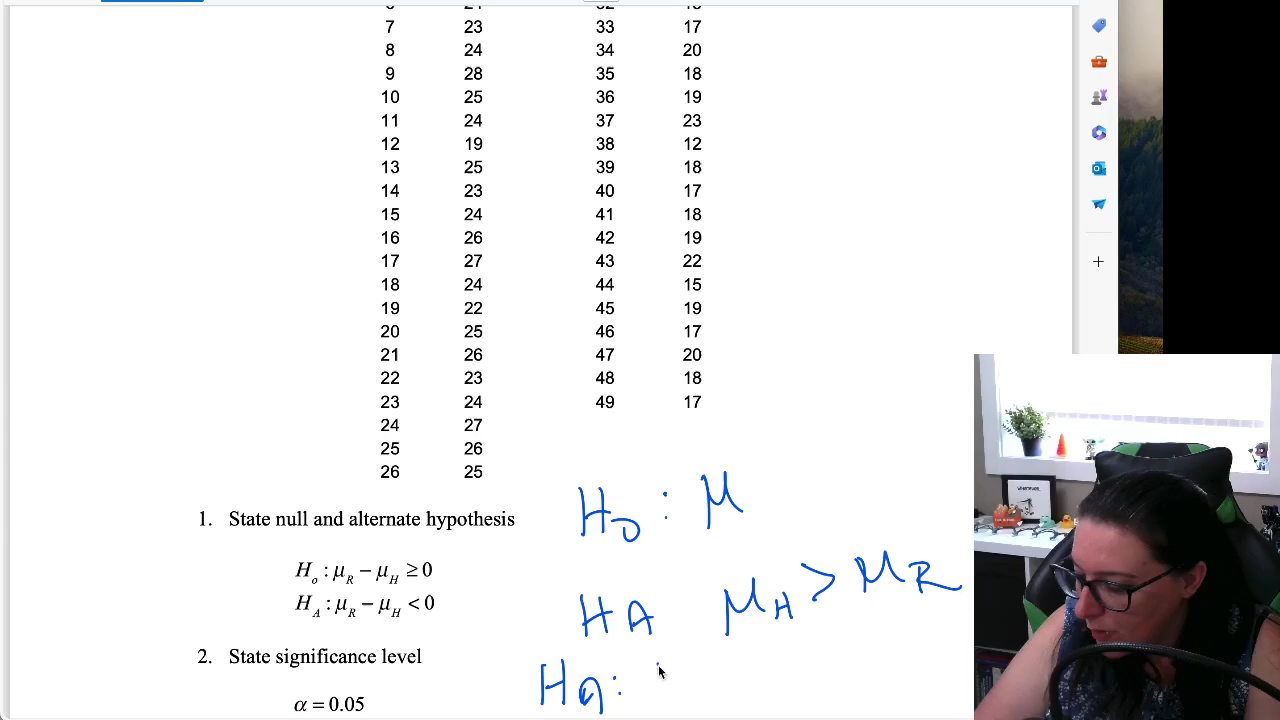 7 23 33 17
8 24 34 20
9 28 35 18
10 25 36 19
11 24 37 23
12 19 38 12
13 25 39 18
14 23 40 17
15 24 41 18
16 26 42 19
17 27 43 22
18 24 44 15
19 22 45 19
20 25 46 17
21 26 47 20
22 23 48 18
23 24 49 17
24 27
25 26
26 25
1. State null and alternate hypothesis
Hₒ : μ_R − μ_H ≥ 0
H_A : μ_R − μ_H < 0
2. State significance level
α = 0.05
H₀ : μ
HA μ_H > μ_R
Ha :